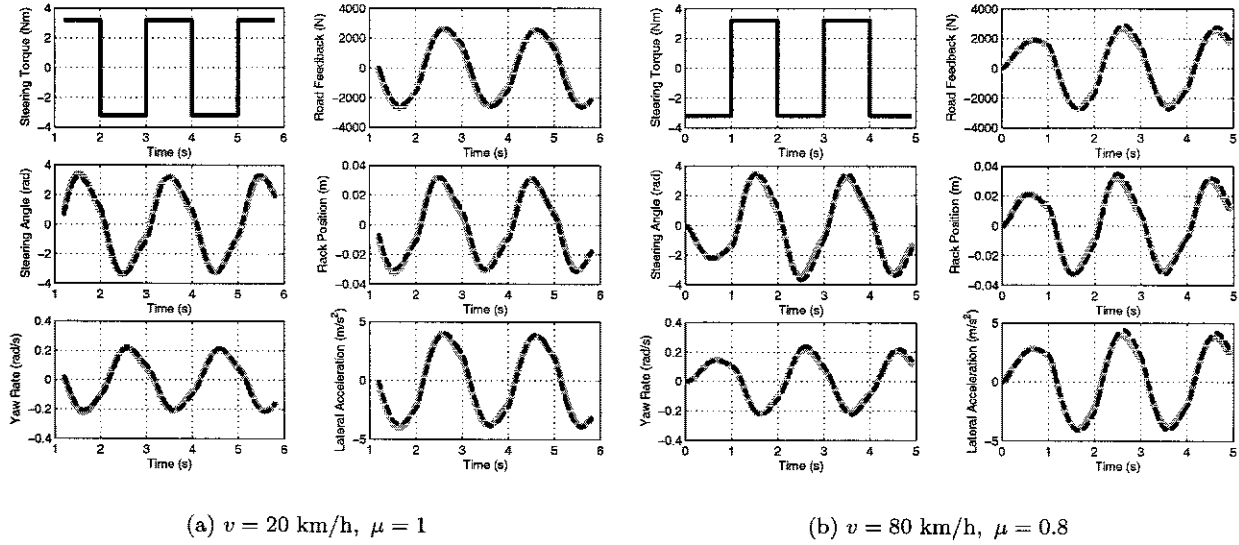 4
2
0
−2
−4
1 2 3 4 5 6
Time (s)
Steering Torque (Nm)
4000
2000
0
−2000
4000
1 2 3 4 5 6
Time (s)
Road Feedback (N)
4
2
0
−2
−4
0 1 2 3 4 5
Time (s)
Steering Torque (Nm)
4000
2000
0
−2000
4000
0 1 2 3 4 5
Time (s)
Road Feedback (N)
4
2
0
−2
−4
1 2 3 4 5 6
Time (s)
Steering Angle (rad)
0.04
0.02
0
−0.02
−0.04
1 2 3 4 5 6
Time (s)
Rack Position (m)
4
2
0
−2
−4
0 1 2 3 4 5
Time (s)
Steering Angle (rad)
0.04
0.02
0
−0.02
−0.04
0 1 2 3 4 5
Time (s)
Rack Position (m)
0.4
0.2
0
−0.2
−0.4
1 2 3 4 5 6
Time (s)
Yaw Rate (rad/s)
5
0
−5
1 2 3 4 5 6
Time (s)
Lateral Acceleration (m/s²)
0.4
0.2
0
−0.2
−0.4
0 1 2 3 4 5
Time (s)
Yaw Rate (rad/s)
5
0
−5
0 1 2 3 4 5
Time (s)
Lateral Acceleration (m/s²)
(a) v = 20 km/h, μ = 1
(b) v = 80 km/h, μ = 0.8